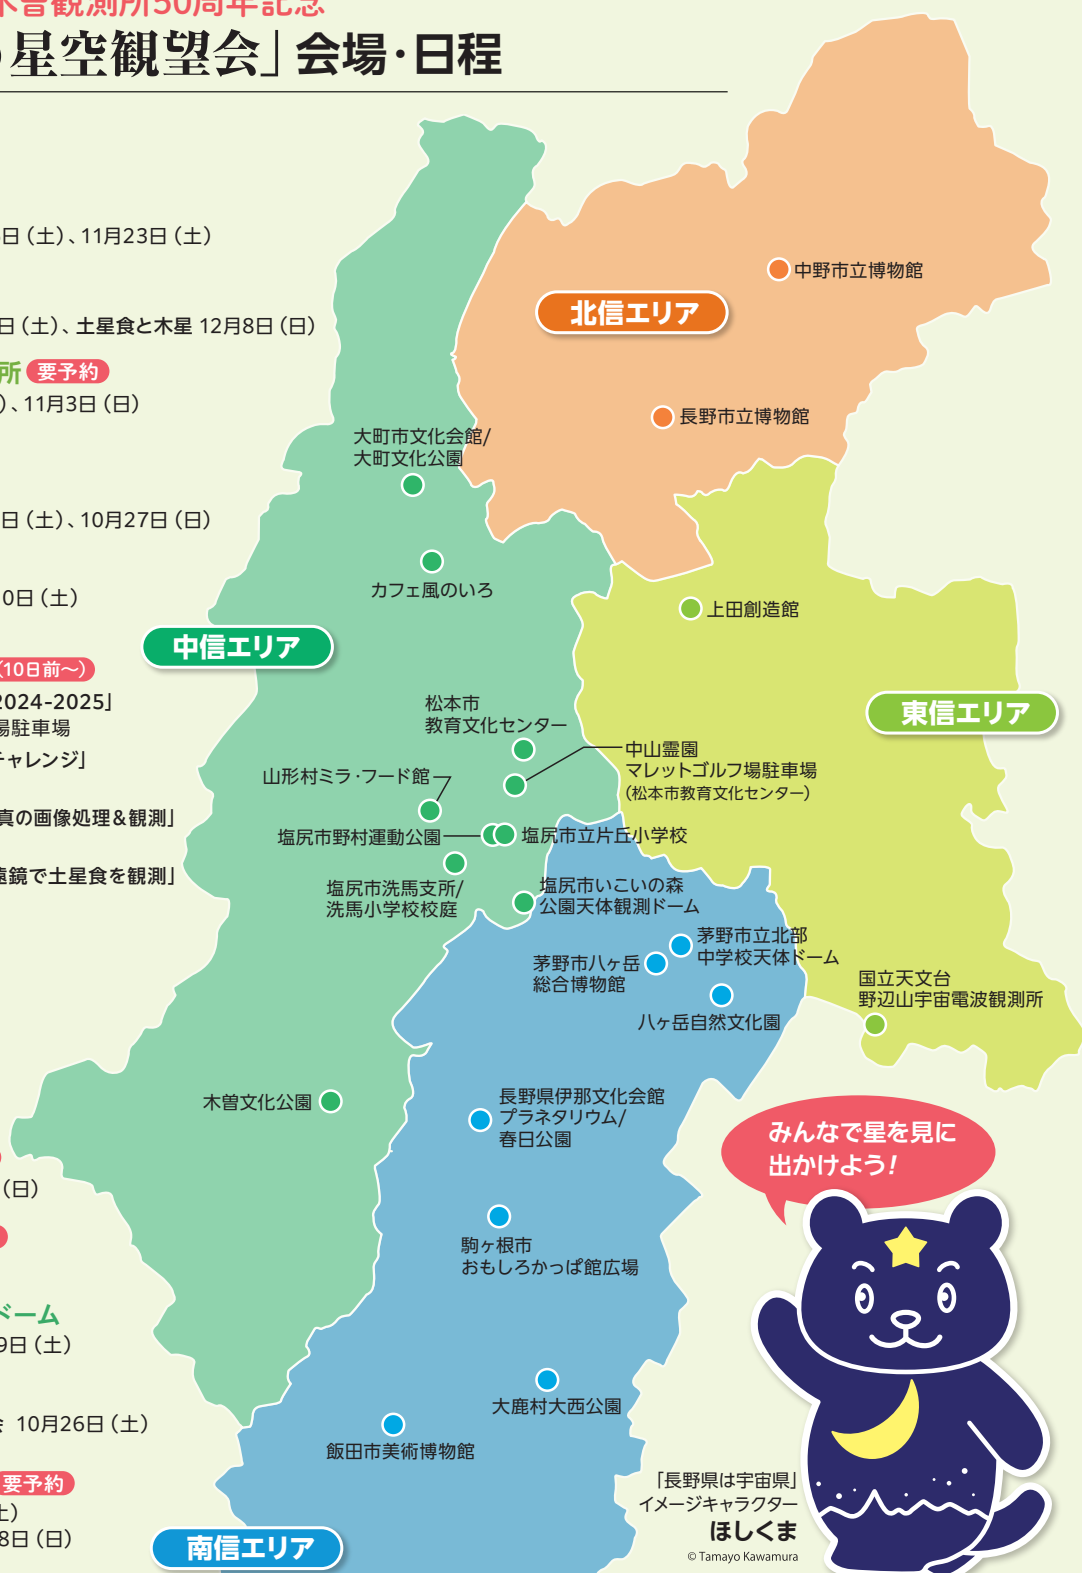 木曽観測所50周年記念
星空観望会」会場・日程
日（土）、11月23日（土）
日（土）、土星食と木星 12月8日（日）
所 要予約
）、11月3日（日）
日（土）、10月27日（日）
0日（土）
（10日前～）
2024-2025」
場駐車場
チャレンジ」
真の画像処理＆観測」
遠鏡で土星食を観測」
（日）
ドーム
9日（土）
10月26日（土）
要予約
土）
8日（日）
北信エリア
中野市立博物館
長野市立博物館
中信エリア
大町市文化会館/
大町文化公園
カフェ風のいろ
松本市
教育文化センター
中山霊園
マレットゴルフ場駐車場
（松本市教育文化センター）
山形村ミラ・フード館
塩尻市野村運動公園
塩尻市立片丘小学校
塩尻市洗馬支所/
洗馬小学校校庭
塩尻市いこいの森
公園天体観測ドーム
木曽文化公園
東信エリア
上田創造館
国立天文台
野辺山宇宙電波観測所
茅野市立北部
中学校天体ドーム
茅野市八ヶ岳
総合博物館
八ヶ岳自然文化園
長野県伊那文化会館
プラネタリウム/
春日公園
駒ヶ根市
おもしろかっぱ館広場
大鹿村大西公園
飯田市美術博物館
南信エリア
みんなで星を見に
出かけよう！
「長野県は宇宙県」
イメージキャラクター
ほしくま
© Tamayo Kawamura